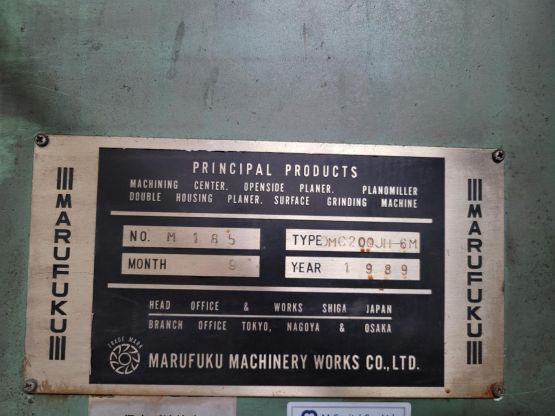 PRINCIPAL PRODUCTS
MACHINING CENTER. OPENSIDE PLANER. PLANOMILLER
DOUBLE HOUSING PLANER. SURFACE GRINDING MACHINE
NO. M 185 TYPE DMC200JH-6M
MONTH 9 YEAR 1989
HEAD OFFICE & WORKS SHIGA JAPAN
BRANCH OFFICE TOKYO, NAGOYA & OSAKA
TRADE MARK
MARUFUKU MACHINERY WORKS CO., LTD.
MARUFUKU
MARUFUKU